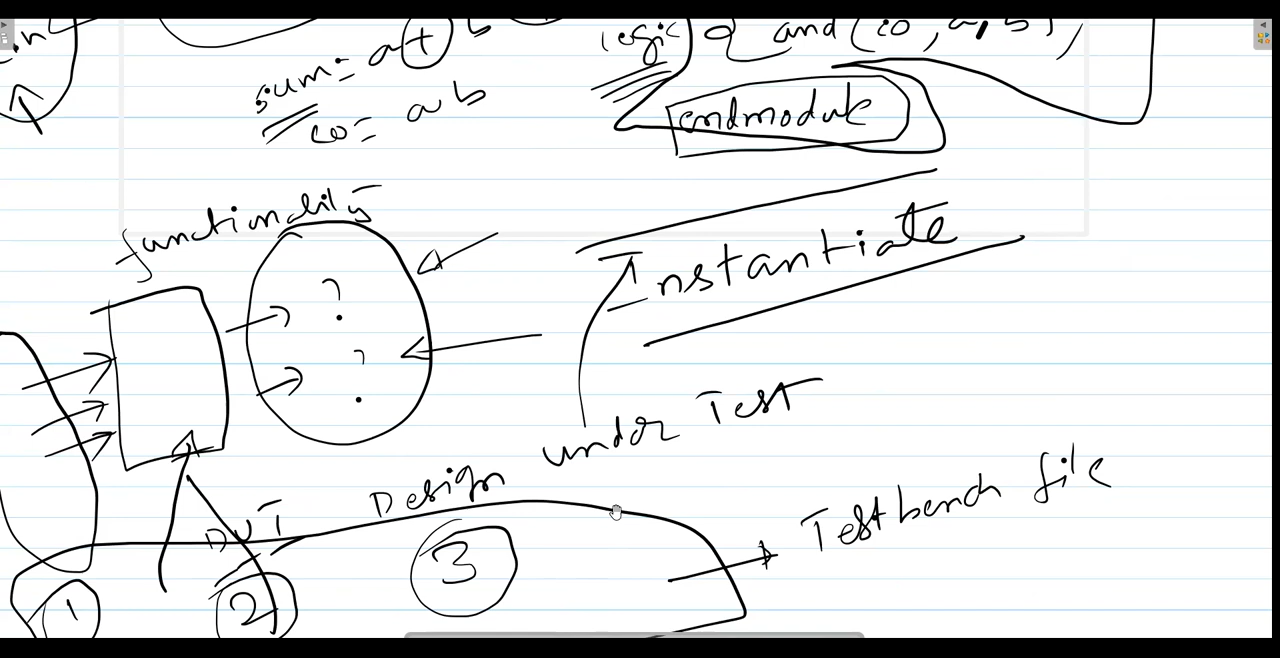 logic and (co, a, b),
sum = a + b
co = ab
endmodule
functionality
Instantiate
?
?
Design under Test
DUT
Testbench file
1 2 3